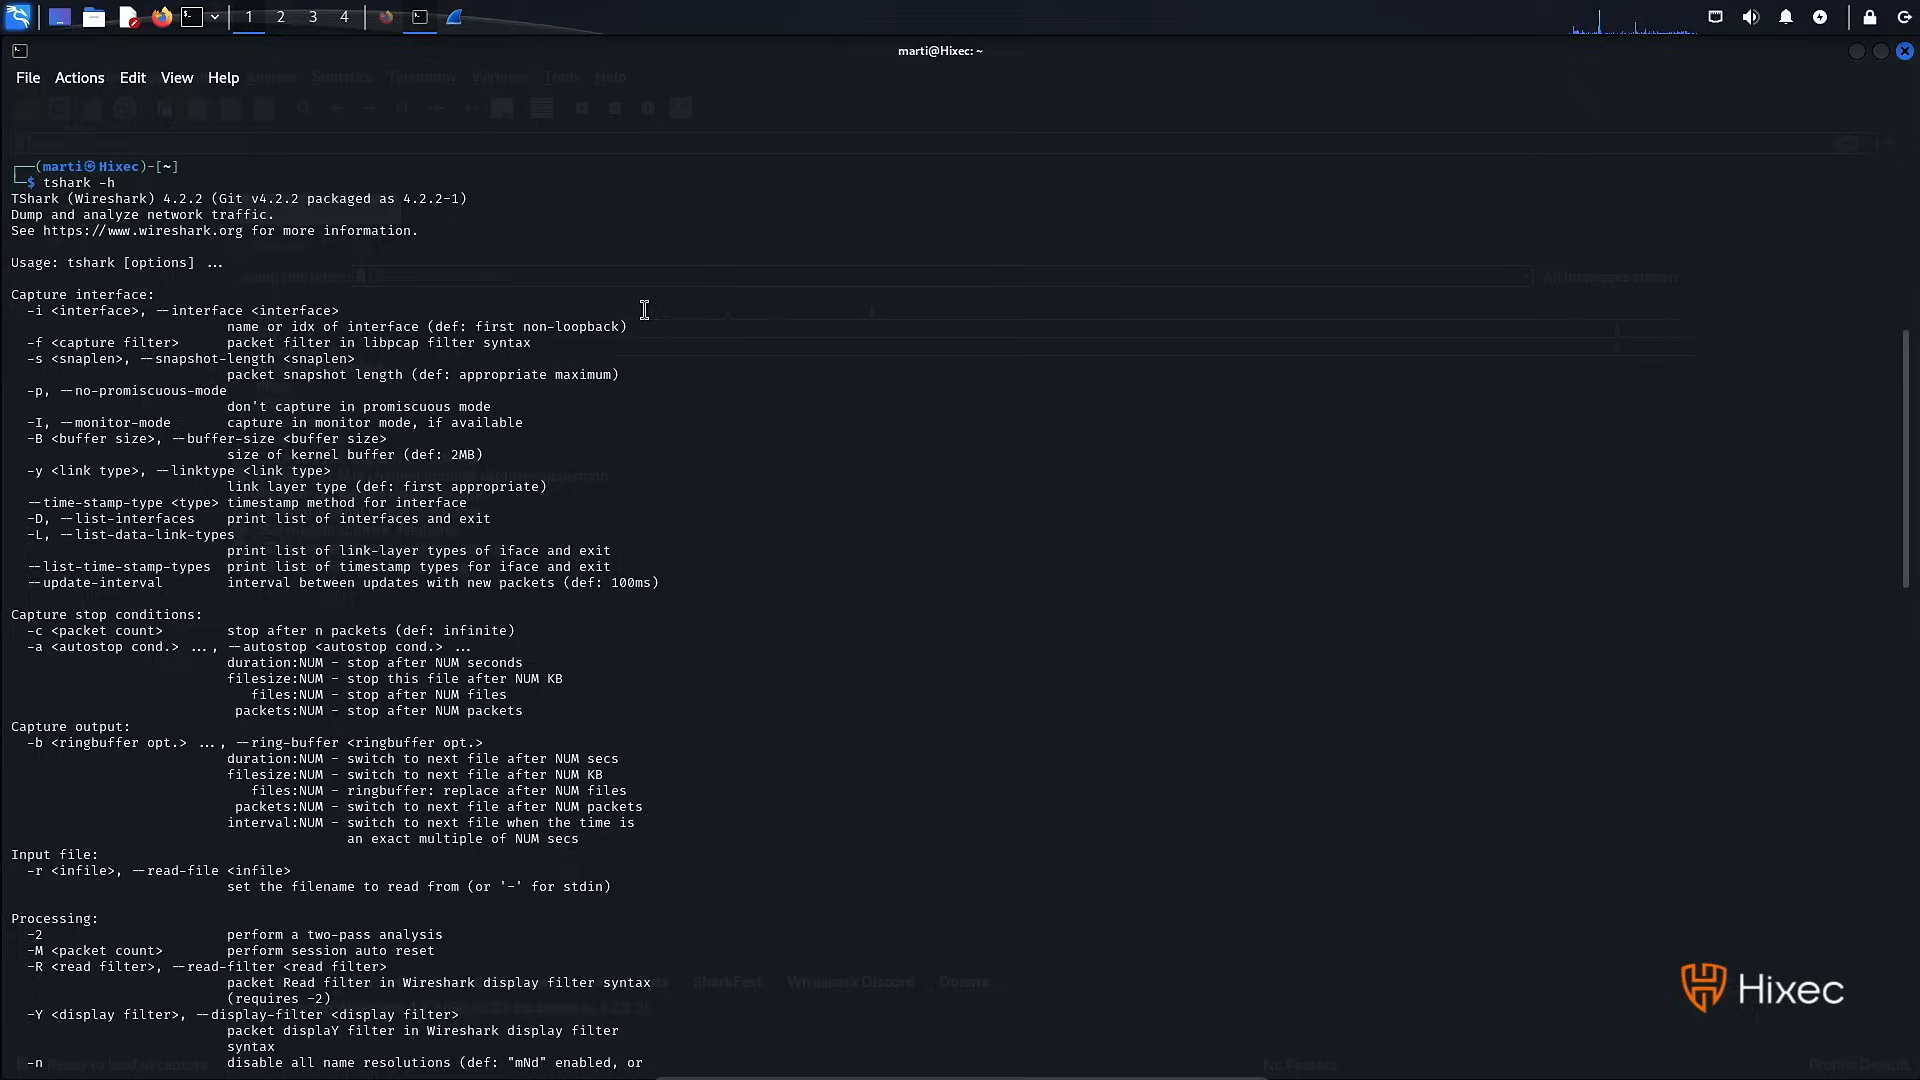 1 2 3 4
marti@Hixec: ~
File Actions Edit View Help
┌──(marti㉿Hixec)-[~]
└─$ tshark -h
TShark (Wireshark) 4.2.2 (Git v4.2.2 packaged as 4.2.2-1)
Dump and analyze network traffic.
See https://www.wireshark.org for more information.
Usage: tshark [options] ...
Capture interface:
-i <interface>, --interface <interface>
name or idx of interface (def: first non-loopback)
-f <capture filter> packet filter in libpcap filter syntax
-s <snaplen>, --snapshot-length <snaplen>
packet snapshot length (def: appropriate maximum)
-p, --no-promiscuous-mode
don't capture in promiscuous mode
-I, --monitor-mode capture in monitor mode, if available
-B <buffer size>, --buffer-size <buffer size>
size of kernel buffer (def: 2MB)
-y <link type>, --linktype <link type>
link layer type (def: first appropriate)
--time-stamp-type <type> timestamp method for interface
-D, --list-interfaces print list of interfaces and exit
-L, --list-data-link-types
print list of link-layer types of iface and exit
--list-time-stamp-types print list of timestamp types for iface and exit
--update-interval interval between updates with new packets (def: 100ms)
Capture stop conditions:
-c <packet count> stop after n packets (def: infinite)
-a <autostop cond.> ..., --autostop <autostop cond.> ...
duration:NUM - stop after NUM seconds
filesize:NUM - stop this file after NUM KB
files:NUM - stop after NUM files
packets:NUM - stop after NUM packets
Capture output:
-b <ringbuffer opt.> ..., --ring-buffer <ringbuffer opt.>
duration:NUM - switch to next file after NUM secs
filesize:NUM - switch to next file after NUM KB
files:NUM - ringbuffer: replace after NUM files
packets:NUM - switch to next file after NUM packets
interval:NUM - switch to next file when the time is
an exact multiple of NUM secs
Input file:
-r <infile>, --read-file <infile>
set the filename to read from (or '-' for stdin)
Processing:
-2 perform a two-pass analysis
-M <packet count> perform session auto reset
-R <read filter>, --read-filter <read filter>
packet Read filter in Wireshark display filter syntax
(requires -2)
-Y <display filter>, --display-filter <display filter>
packet displaY filter in Wireshark display filter
syntax
-n disable all name resolutions (def: "mNd" enabled, or
SharkFest Wireshark Discord Donate
Hixec
Ready to load or capture No Packets Profile: Default